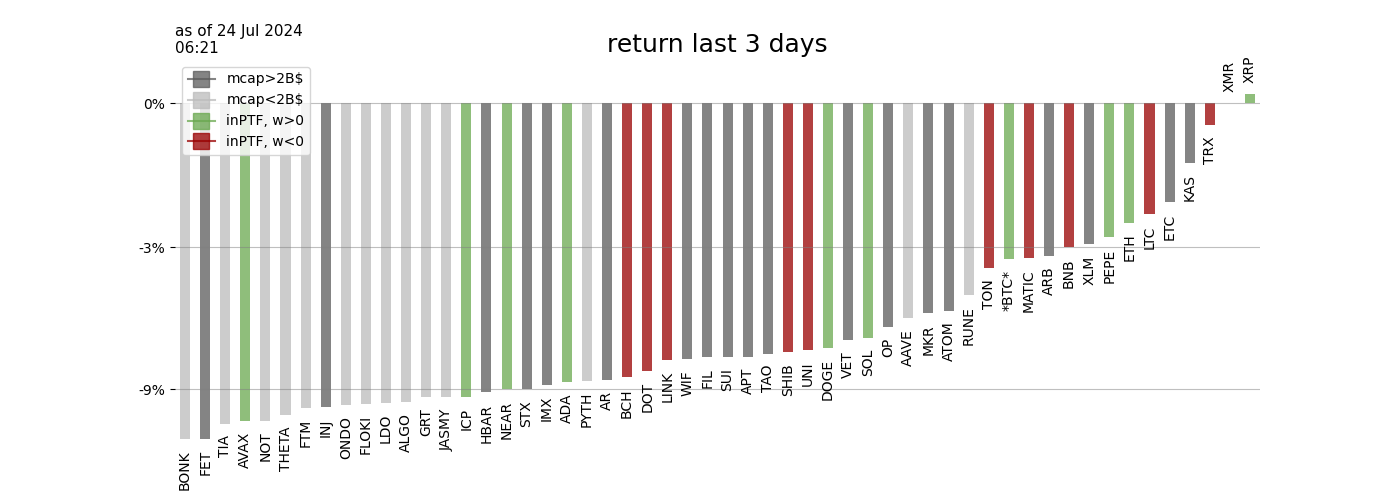 as of 24 Jul 2024
06:21
return last 3 days
mcap>2B$
mcap<2B$
inPTF, w>0
inPTF, w<0
0%
-3%
-9%
BONK
FET
TIA
AVAX
NOT
THETA
FTM
INJ
ONDO
FLOKI
LDO
ALGO
GRT
JASMY
ICP
HBAR
NEAR
STX
IMX
ADA
PYTH
AR
BCH
DOT
LINK
WIF
FIL
SUI
APT
TAO
SHIB
UNI
DOGE
VET
SOL
OP
AAVE
MKR
ATOM
RUNE
TON
*BTC*
MATIC
ARB
BNB
XLM
PEPE
ETH
LTC
ETC
KAS
TRX
XMR
XRP